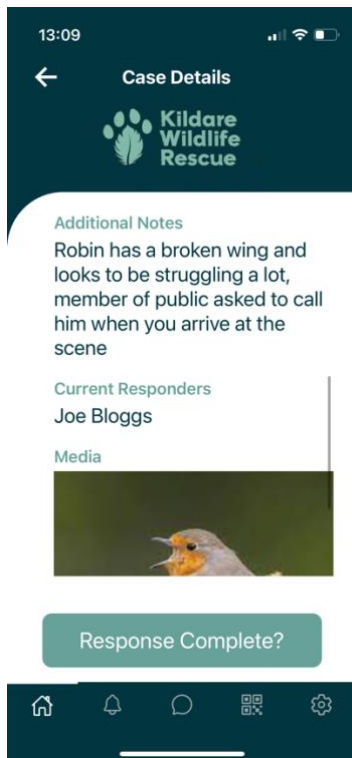 13:09
Case Details
Kildare
Wildlife
Rescue
Additional Notes
Robin has a broken wing and
looks to be struggling a lot,
member of public asked to call
him when you arrive at the
scene
Current Responders
Joe Bloggs
Media
Response Complete?